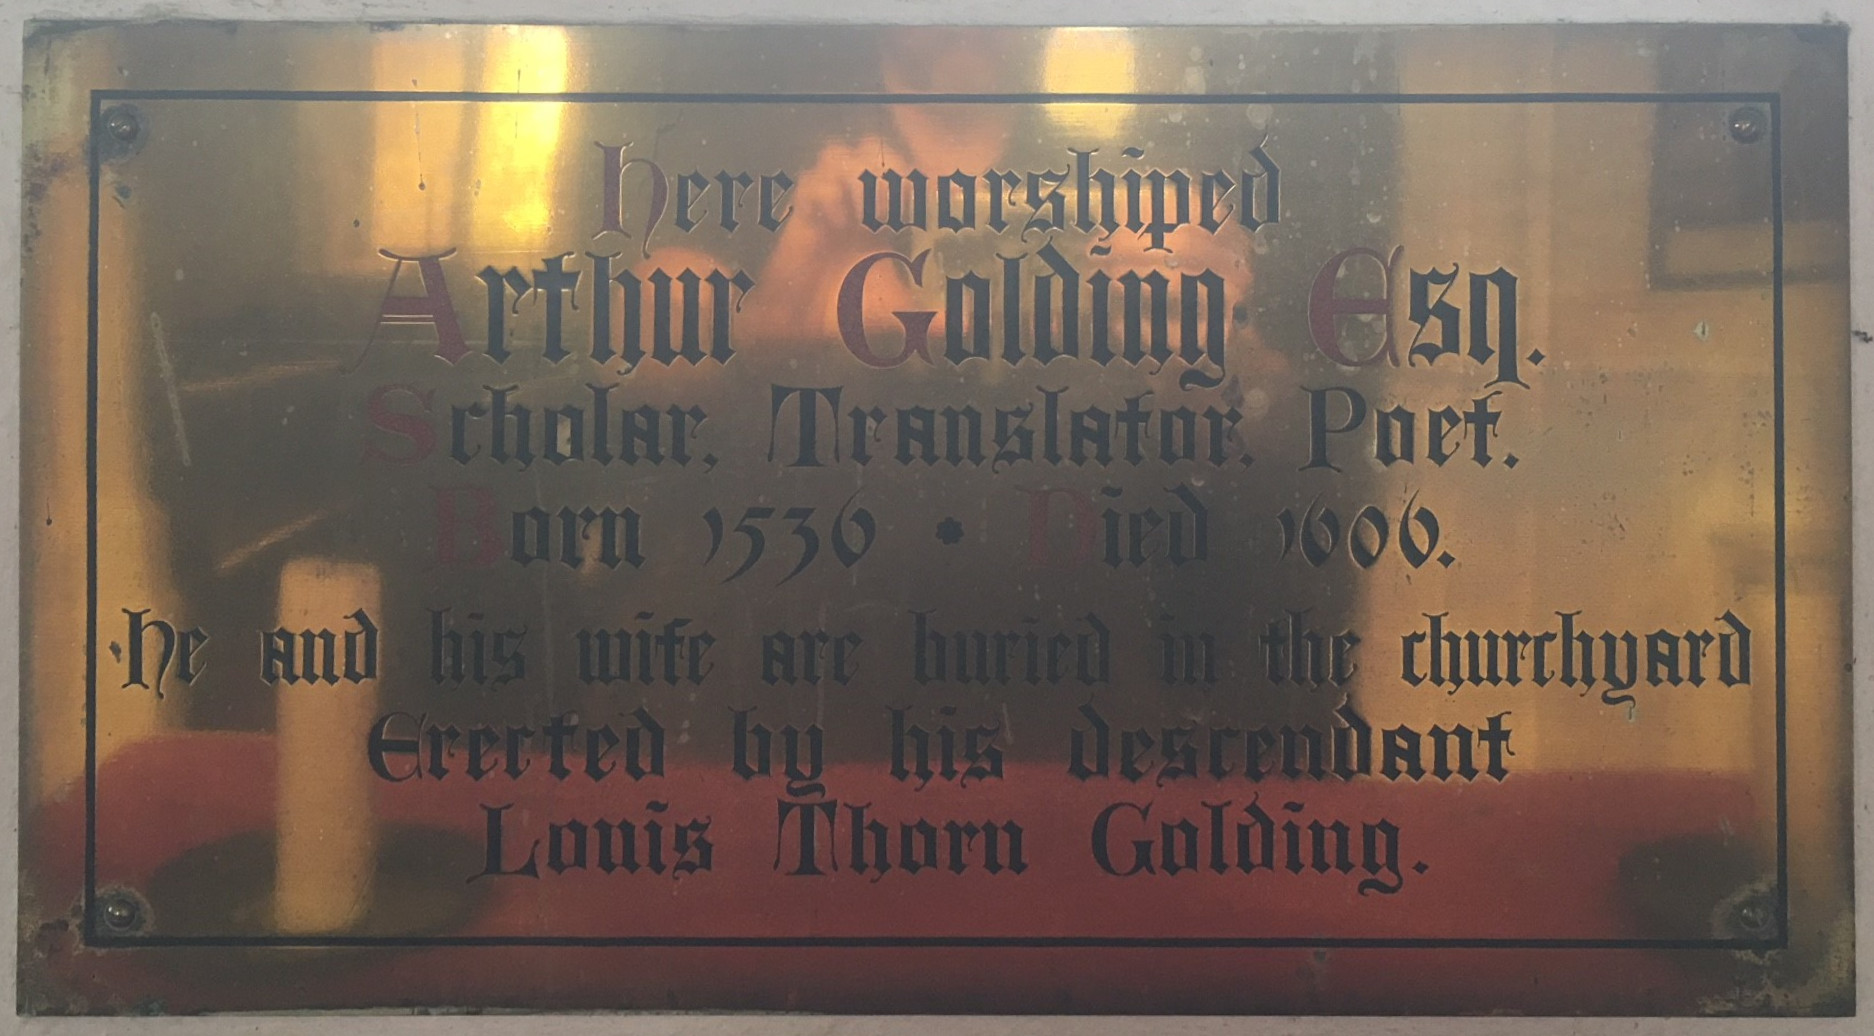 Here worshiped
Arthur Golding Esq.
Scholar, Translator. Poet.
Born 1536 • Died 1606.
He and his wife are buried in the churchyard
Erected by his descendant
Louis Thorn Golding.